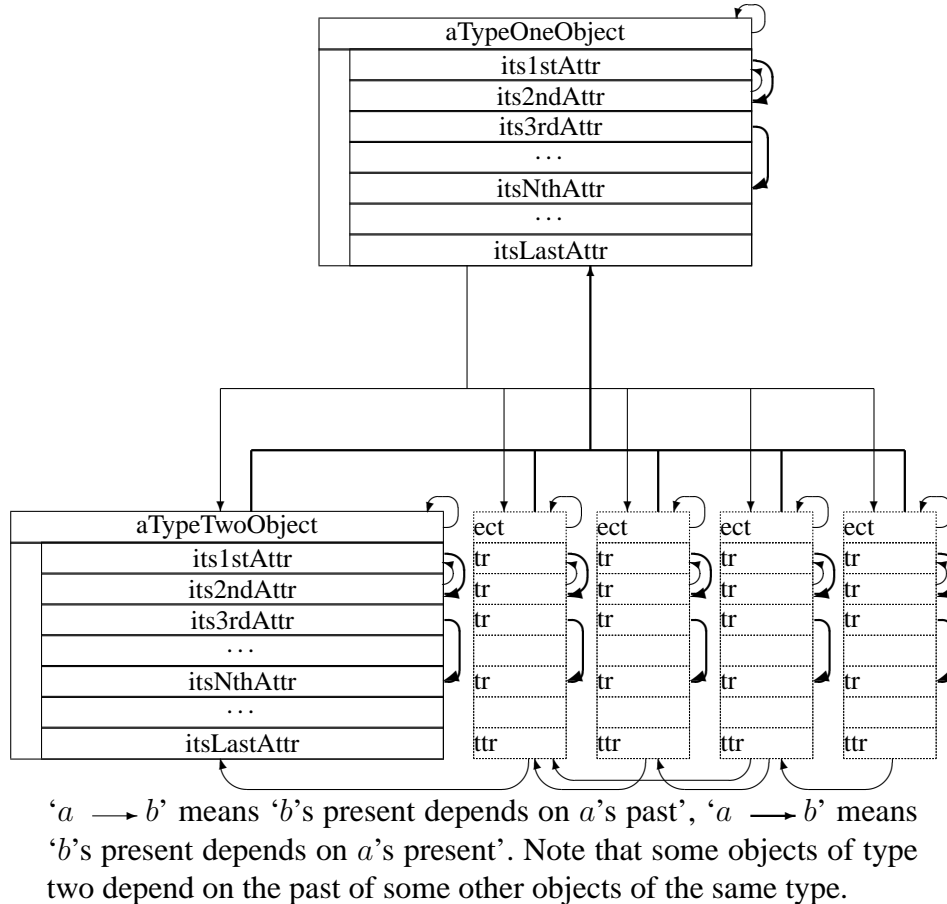 aTypeOneObject
its1stAttr
its2ndAttr
its3rdAttr
...
itsNthAttr
...
itsLastAttr
aTypeTwoObject ect ect ect ect
its1stAttr tr tr tr tr
its2ndAttr tr tr tr tr
its3rdAttr tr tr tr tr
...
itsNthAttr tr tr tr tr
...
itsLastAttr ttr ttr ttr ttr
‘a → b’ means ‘b’s present depends on a’s past’, ‘a → b’ means
‘b’s present depends on a’s present’. Note that some objects of type
two depend on the past of some other objects of the same type.